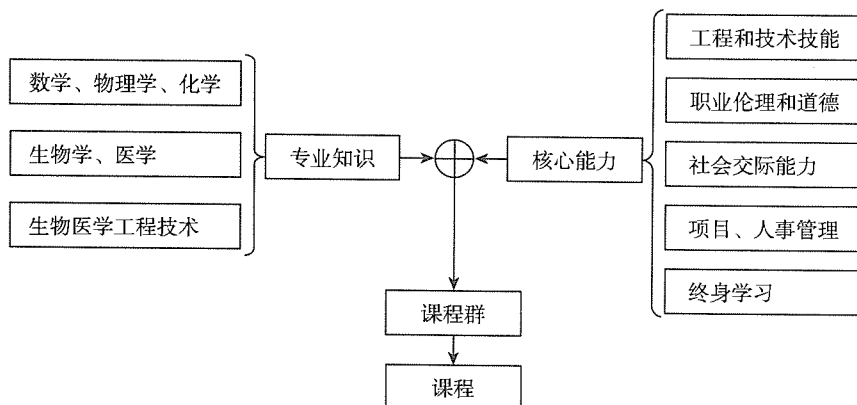 数学、物理学、化学
生物学、医学
生物医学工程技术
专业知识
核心能力
工程和技术技能
职业伦理和道德
社会交际能力
项目、人事管理
终身学习
课程群
课程